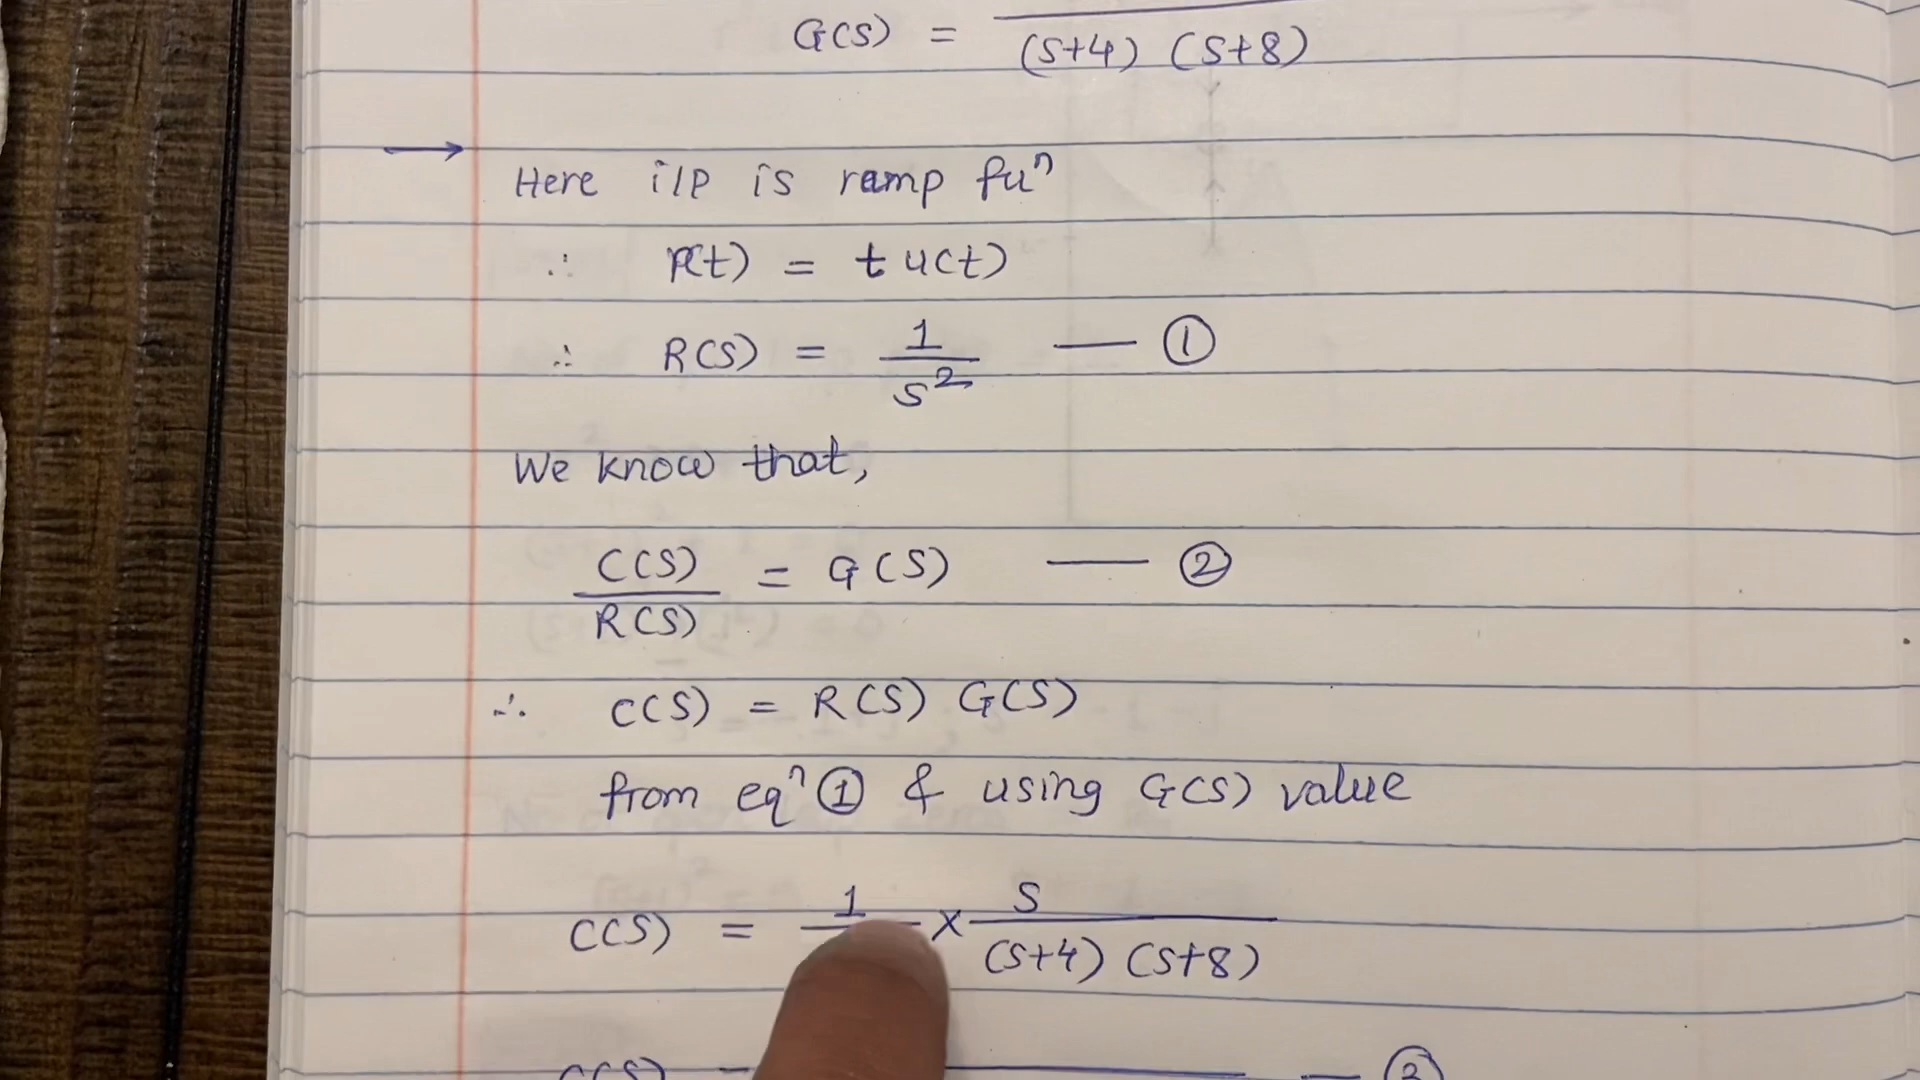 G(S) = ─── / (S+4) (S+8)
→ Here i/p is ramp fuⁿ
∴ r(t) = t u(t)
∴ R(S) = 1 / S² — ①
We know that,
C(S) / R(S) = G(S) — ②
∴ C(S) = R(S) G(S)
from eqⁿ ① & using G(S) value
C(S) = 1 / × S / (S+4) (S+8)
C(S) = — ③